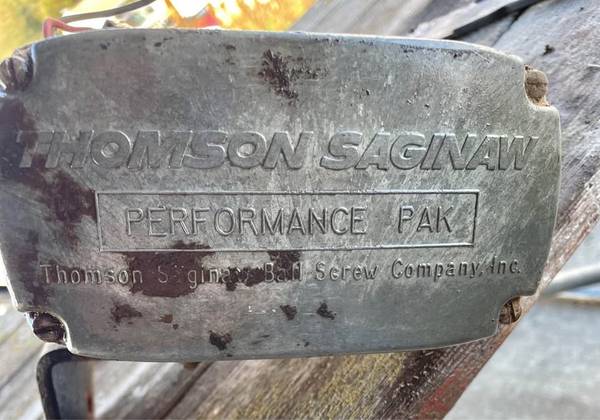 THOMSON SAGINAW
PERFORMANCE PAK
Thomson Saginaw Ball Screw Company, Inc.